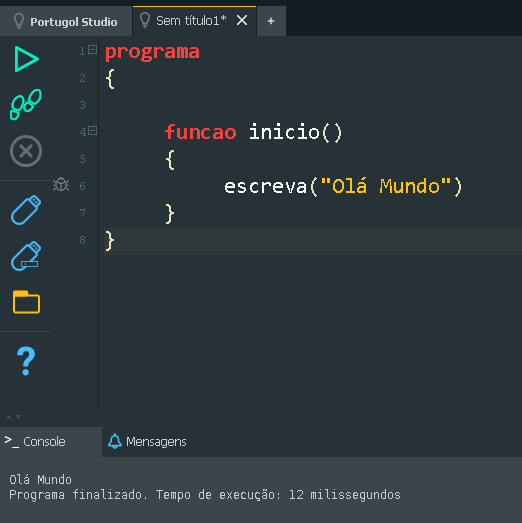 Portugol Studio
Sem título1*
+
1 programa
2 {
3
4 funcao inicio()
5 {
6 escreva("Olá Mundo")
7 }
8 }
?
>_ Console
Mensagens
Olá Mundo
Programa finalizado. Tempo de execução: 12 milissegundos